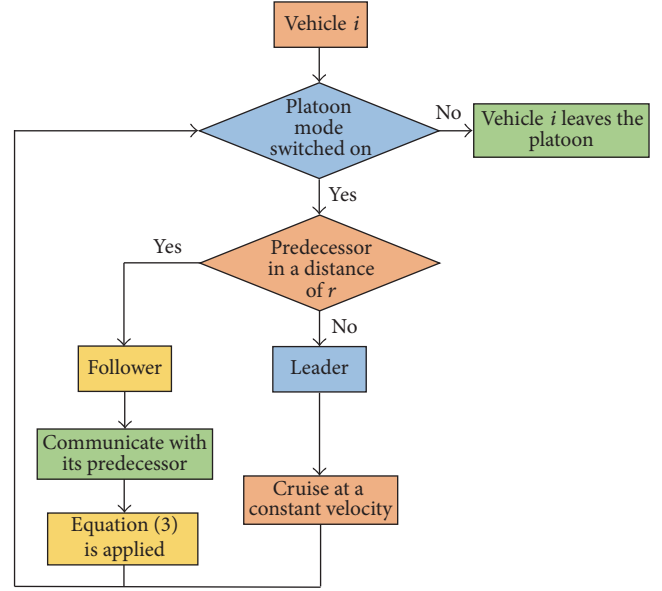 Vehicle i
Platoon
mode
switched on
No
Vehicle i leaves the
platoon
Yes
Yes
Predecessor
in a distance
of r
No
Follower
Leader
Communicate with
its predecessor
Cruise at a
constant velocity
Equation (3)
is applied